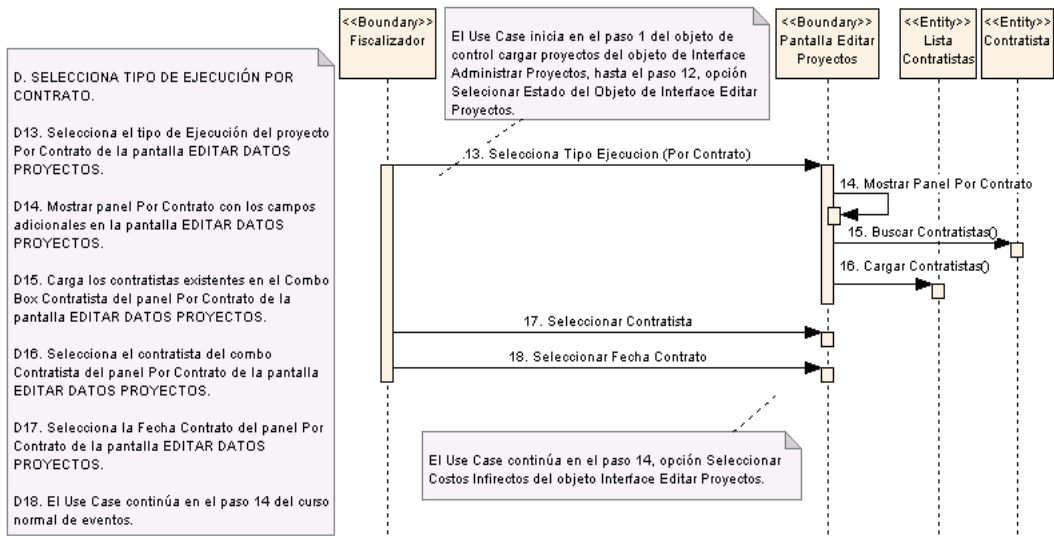 D. SELECCIONA TIPO DE EJECUCIÓN POR
CONTRATO.
D13. Selecciona el tipo de Ejecución del proyecto
Por Contrato de la pantalla EDITAR DATOS
PROYECTOS.
D14. Mostrar panel Por Contrato con los campos
adicionales en la pantalla EDITAR DATOS
PROYECTOS.
D15. Carga los contratistas existentes en el Combo
Box Contratista del panel Por Contrato de la
pantalla EDITAR DATOS PROYECTOS.
D16. Selecciona el contratista del combo
Contratista del panel Por Contrato de la pantalla
EDITAR DATOS PROYECTOS.
D17. Selecciona la Fecha Contrato del panel Por
Contrato de la pantalla EDITAR DATOS
PROYECTOS.
D18. El Use Case continúa en el paso 14 del curso
normal de eventos.
<<Boundary>>
Fiscalizador
El Use Case inicia en el paso 1 del objeto de
control cargar proyectos del objeto de Interface
Administrar Proyectos, hasta el paso 12, opción
Selecionar Estado del Objeto de Interface Editar
Proyectos.
<<Boundary>>
Pantalla Editar
Proyectos
<<Entity>>
Lista
Contratistas
<<Entity>>
Contratista
.13. Selecciona Tipo Ejecucion (Por Contrato)
14. Mostrar Panel Por Contrato
15. Buscar Contratistas()
16. Cargar Contratistas()
17. Seleccionar Contratista
18. Seleccionar Fecha Contrato
El Use Case continúa en el paso 14, opción Seleccionar
Costos Infirectos del objeto Interface Editar Proyectos.